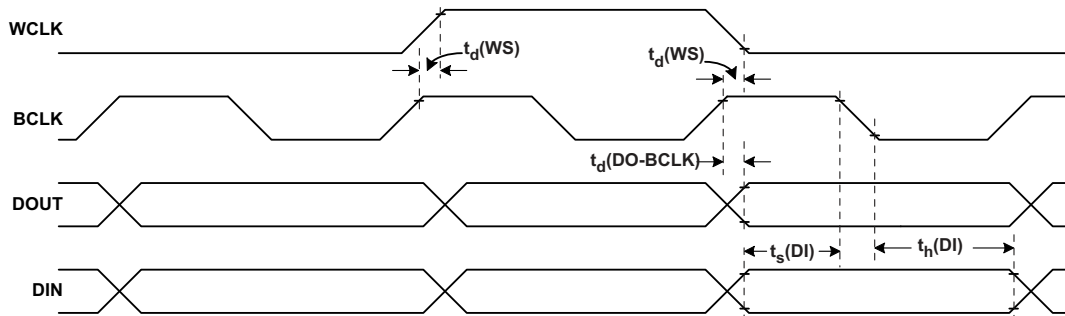 WCLK
td(WS)
td(WS)
BCLK
td(DO-BCLK)
DOUT
ts(DI)
th(DI)
DIN